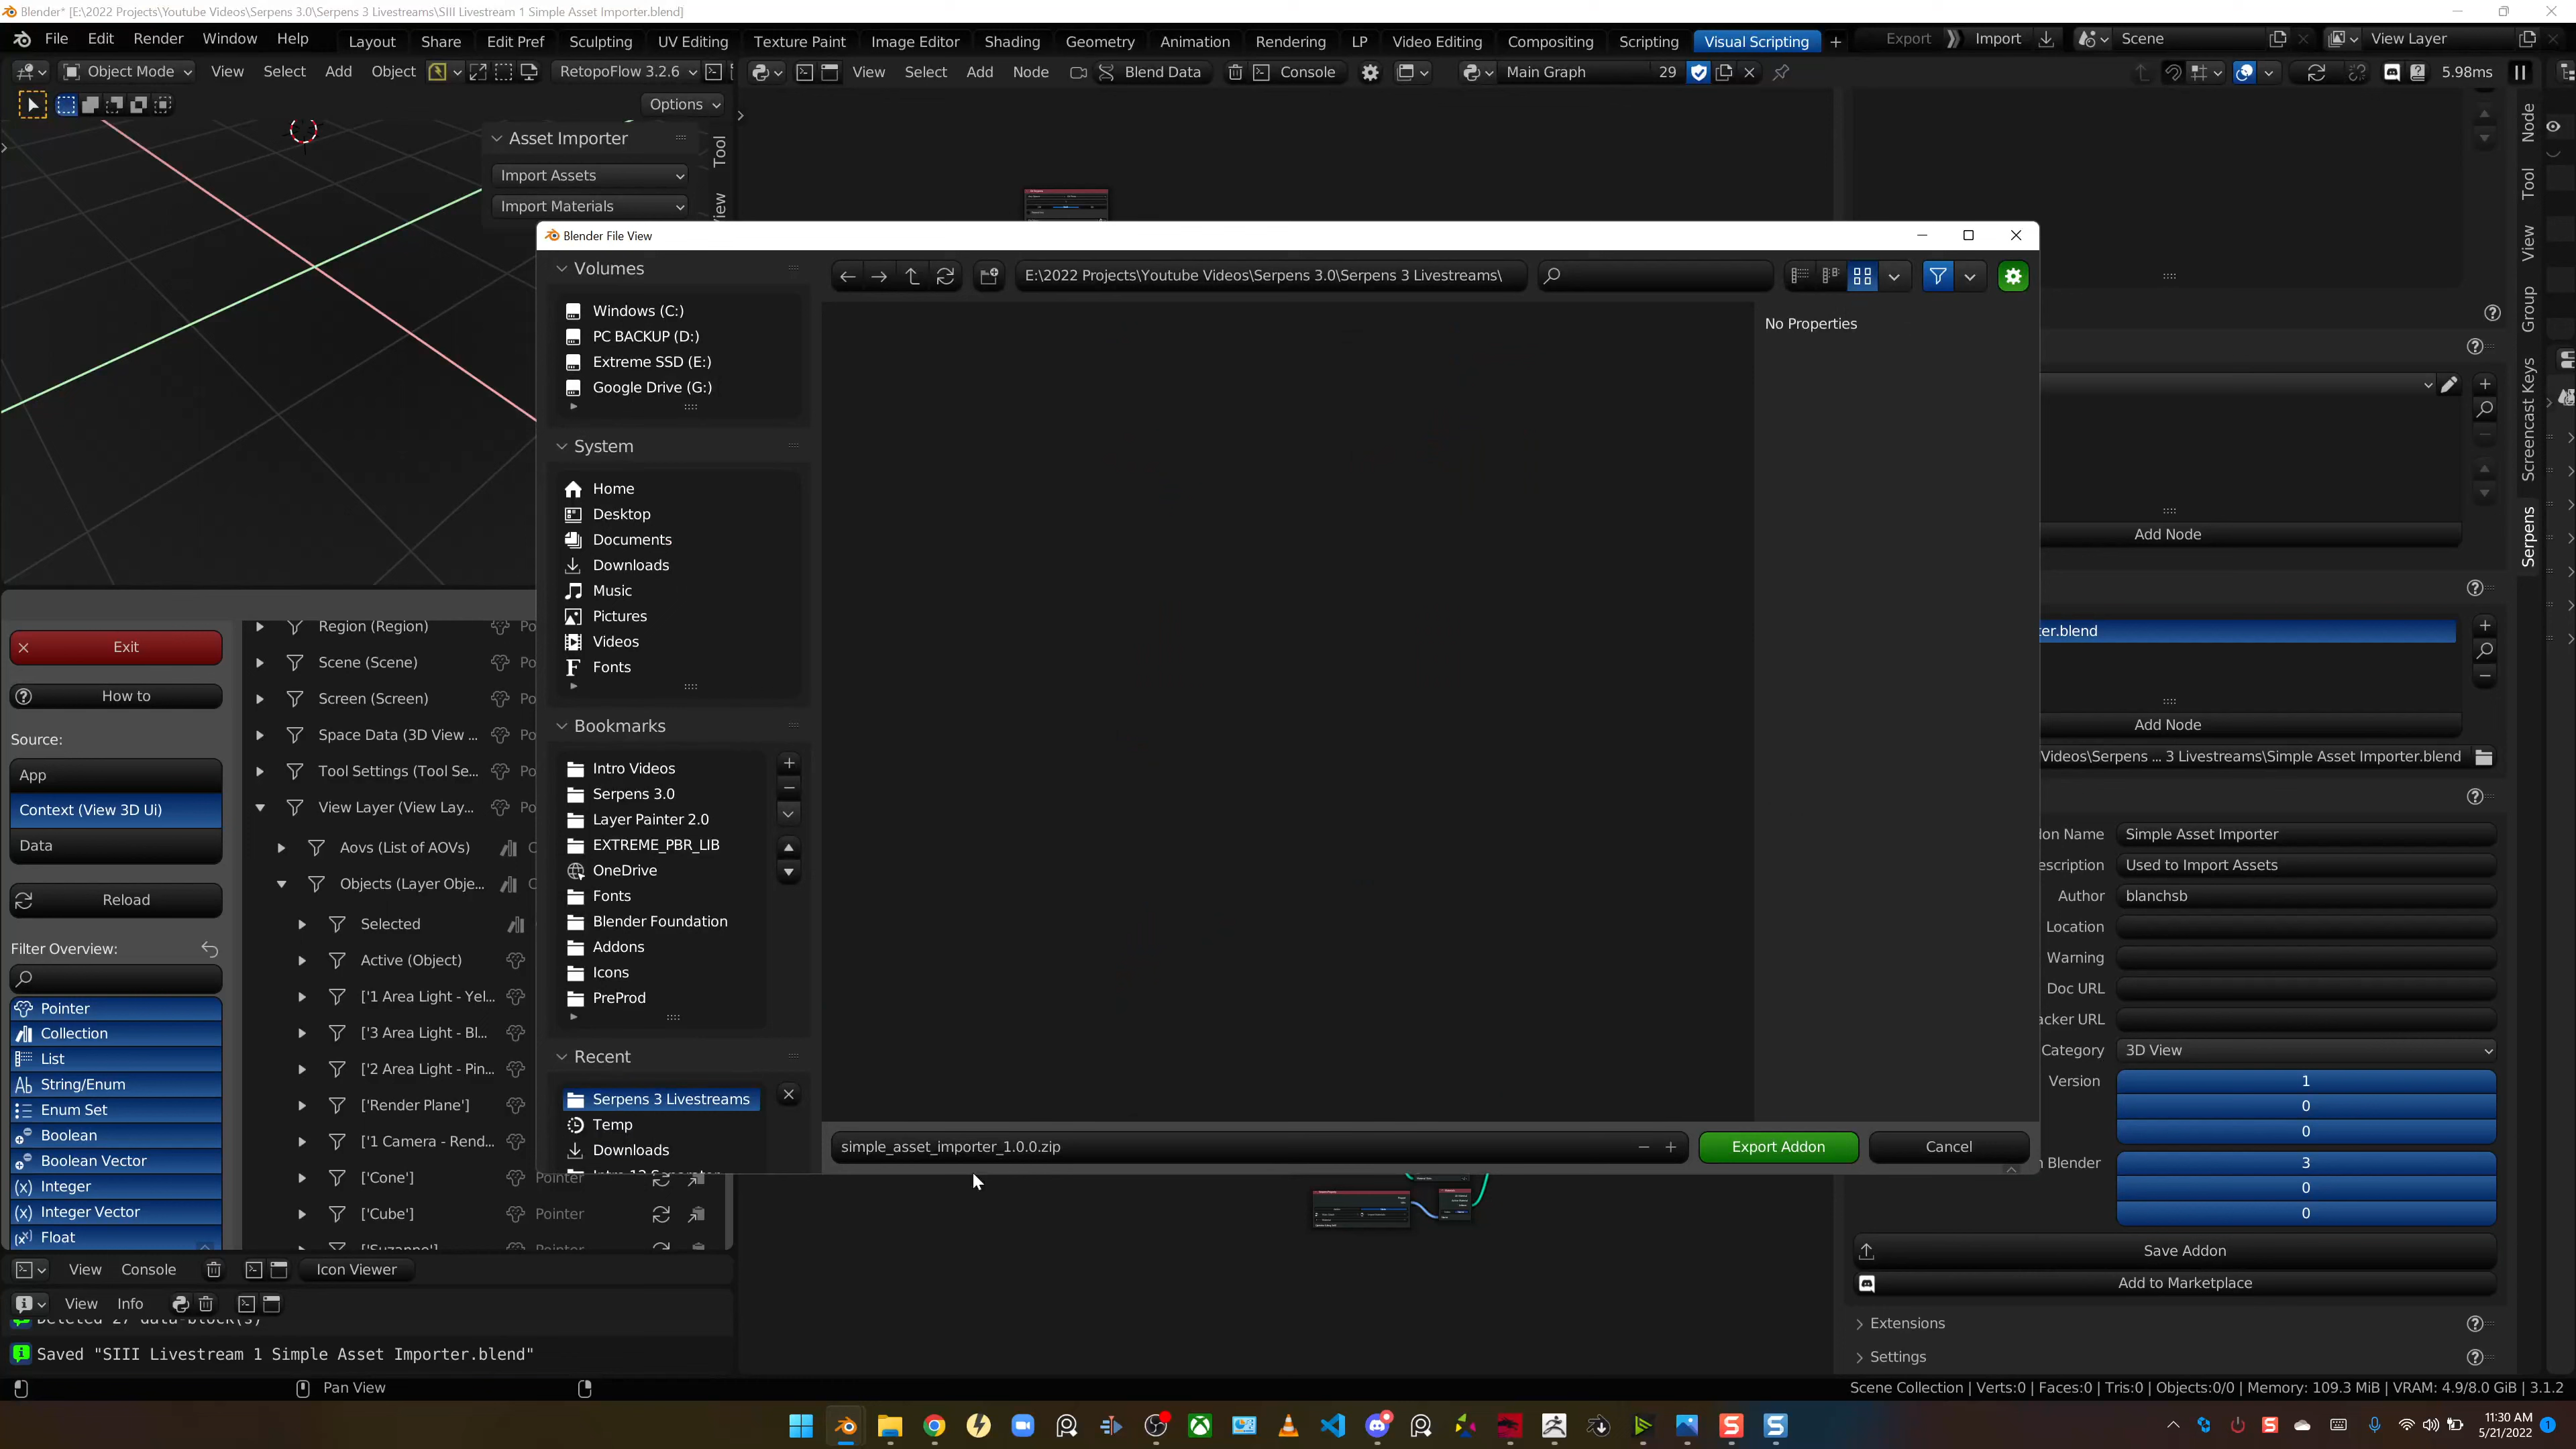 Blender* [E:\2022 Projects\Youtube Videos\Serpens 3.0\Serpens 3 Livestreams\SIII Livestream 1 Simple Asset Importer.blend]
File Edit Render Window Help Layout Share Edit Pref Sculpting UV Editing Texture Paint Image Editor Shading Geometry Animation Rendering LP Video Editing Compositing Scripting Visual Scripting + Export Import Scene View Layer
Object Mode View Select Add Object RetopoFlow 3.2.6 View Select Add Node Blend Data Console Main Graph 29 5.98ms
Options
Asset Importer
Import Assets
Import Materials
Tool
View
Blender File View
Volumes
E:\2022 Projects\Youtube Videos\Serpens 3.0\Serpens 3 Livestreams\
Windows (C:)
PC BACKUP (D:)
Extreme SSD (E:)
Google Drive (G:)
No Properties
System
Home
Desktop
Documents
Downloads
Music
Pictures
Videos
Fonts
Bookmarks
Intro Videos
Serpens 3.0
Layer Painter 2.0
EXTREME_PBR_LIB
OneDrive
Fonts
Blender Foundation
Addons
Icons
PreProd
Recent
Serpens 3 Livestreams
Temp
Downloads
simple_asset_importer_1.0.0.zip
Export Addon
Cancel
Exit
How to
Source:
App
Context (View 3D Ui)
Data
Reload
Filter Overview:
Pointer
Collection
List
String/Enum
Enum Set
Boolean
Boolean Vector
Integer
Integer Vector
Float
Region (Region)
Scene (Scene)
Screen (Screen)
Space Data (3D View ...
Tool Settings (Tool Se...
View Layer (View Lay...
Aovs (List of AOVs)
Objects (Layer Obje...
Selected
Active (Object)
['1 Area Light - Yel...
['3 Area Light - Bl...
['2 Area Light - Pin...
['Render Plane']
['1 Camera - Rend...
['Cone'] Pointer
['Cube'] Pointer
['Suzanne'] Pointer
View Console Icon Viewer
View Info
Deleted 27 data-block(s)
Saved "SIII Livestream 1 Simple Asset Importer.blend"
Pan View
Node
Tool
View
Group
Screencast Keys
Serpens
Add Node
er.blend
Add Node
Videos\Serpens ... 3 Livestreams\Simple Asset Importer.blend
on Name Simple Asset Importer
escription Used to Import Assets
Author blanchsb
Location
Warning
Doc URL
acker URL
Category 3D View
Version 1
0
0
Blender 3
0
0
Save Addon
Add to Marketplace
Extensions
Settings
Scene Collection | Verts:0 | Faces:0 | Tris:0 | Objects:0/0 | Memory: 109.3 MiB | VRAM: 4.9/8.0 GiB | 3.1.2
11:30 AM
5/21/2022